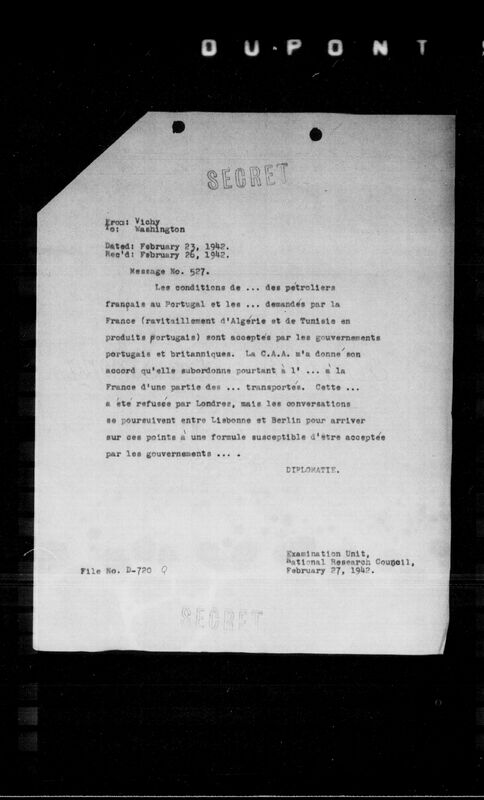 DU·PONT S
SECRET
From: Vichy
To: Washington
Dated: February 23, 1942.
Rec'd: February 26, 1942.
Message No. 527.
Les conditions de ... des pétroliers
français au Portugal et les ... demandés par la
France (ravitaillement d'Algérie et de Tunisie en
produits portugais) sont acceptés par les gouvernements
portugais et britanniques. La C.A.A. m'a donné son
accord qu'elle subordonne pourtant à l' ... à la
France d'une partie des ... transportés. Cette ...
a été refusée par Londres, mais les conversations
se poursuivent entre Lisbonne et Berlin pour arriver
sur ces points à une formule susceptible d'être acceptée
par les gouvernements ... .
DIPLOMATIE.
Examination Unit,
National Research Council,
File No. D-720 Q February 27, 1942.
SECRET